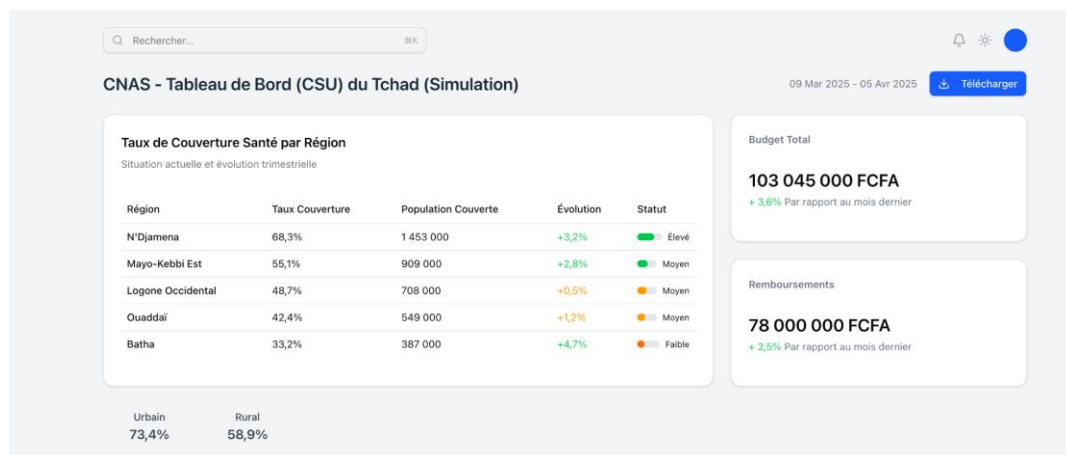 Rechercher... ⌘K
CNAS - Tableau de Bord (CSU) du Tchad (Simulation) 09 Mar 2025 - 05 Avr 2025 Télécharger
Taux de Couverture Santé par Région
Situation actuelle et évolution trimestrielle
Région Taux Couverture Population Couverte Évolution Statut
N'Djamena 68,3% 1 453 000 +3,2% Élevé
Mayo-Kebbi Est 55,1% 909 000 +2,8% Moyen
Logone Occidental 48,7% 708 000 +0,5% Moyen
Ouaddaï 42,4% 549 000 +1,2% Moyen
Batha 33,2% 387 000 +4,7% Faible
Budget Total
103 045 000 FCFA
+ 3,6% Par rapport au mois dernier
Remboursements
78 000 000 FCFA
+ 2,5% Par rapport au mois dernier
Urbain Rural
73,4% 58,9%